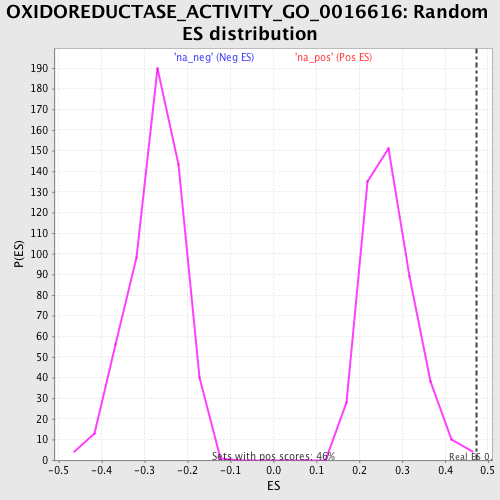 OXIDOREDUCTASE_ACTIVITY_GO_0016616: Random
ES distribution
'na_neg' (Neg ES) 'na_pos' (Pos ES)
190
180
170
160
150
140
130
120
110
100
90
80
70
60
50
40
30
20
10
0
P(ES)
Sets with pos scores: 46%
Real ES 0.
-0.5 -0.4 -0.3 -0.2 -0.1 0.0 0.1 0.2 0.3 0.4 0.5
ES